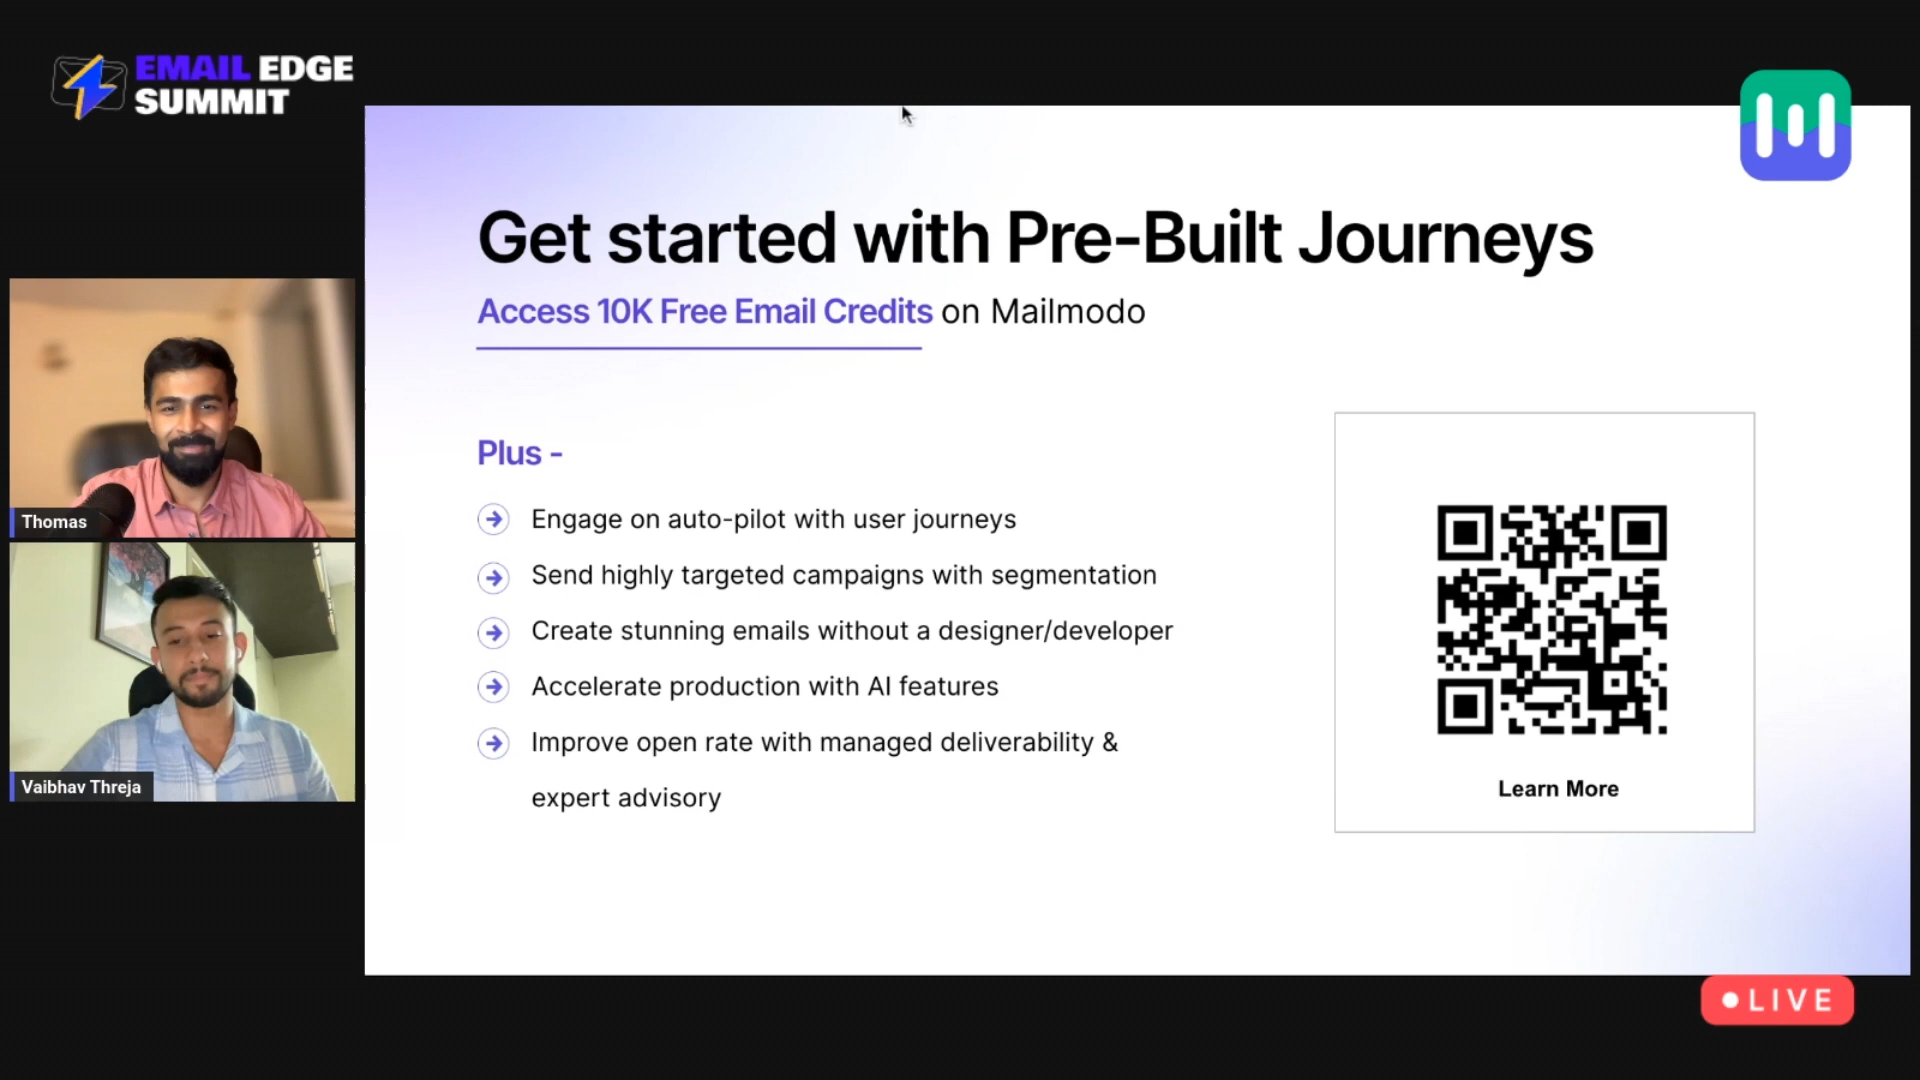 EMAIL EDGE
SUMMIT
Get started with Pre-Built Journeys
Access 10K Free Email Credits on Mailmodo
Plus -
Engage on auto-pilot with user journeys
Send highly targeted campaigns with segmentation
Create stunning emails without a designer/developer
Accelerate production with AI features
Improve open rate with managed deliverability &
expert advisory
Learn More
Thomas
Vaibhav Threja
LIVE